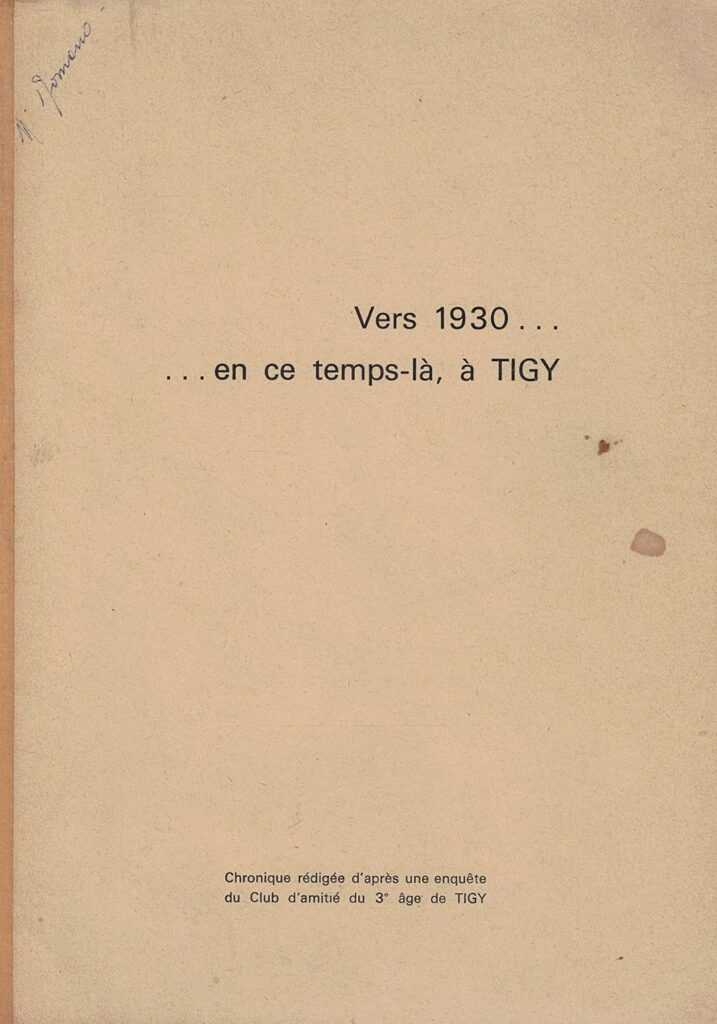 Vers 1930 . . .
. . . en ce temps-là, à TIGY
Chronique rédigée d'après une enquête
du Club d'amitié du 3° âge de TIGY